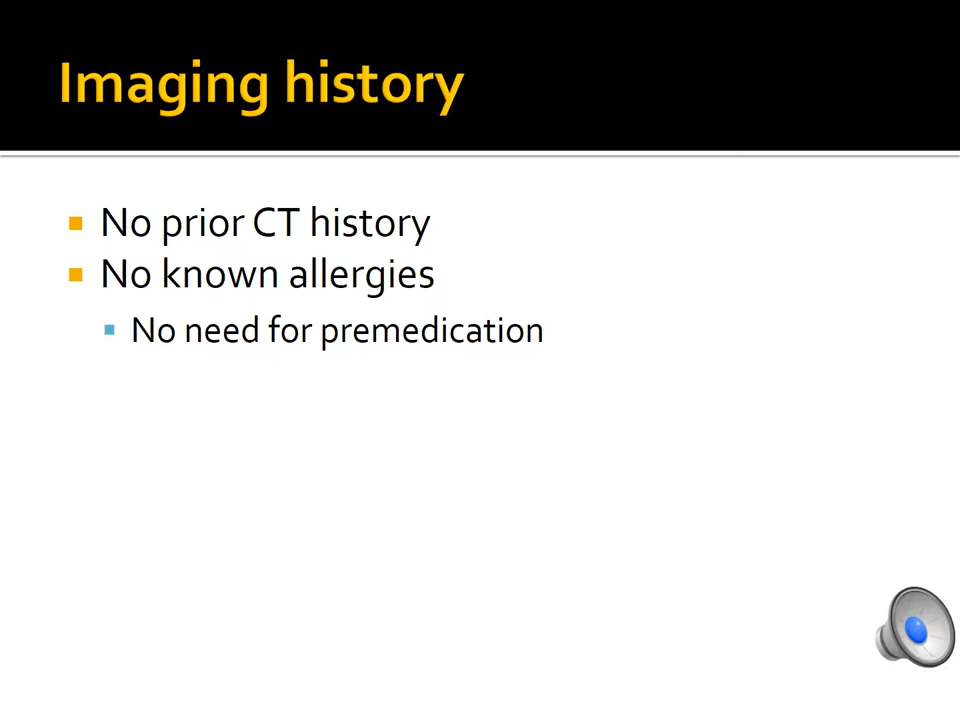 Imaging history
No prior CT history
No known allergies
No need for premedication